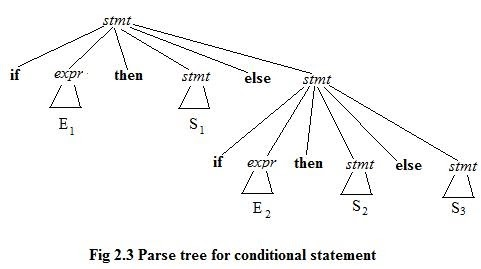 stmt
if expr then stmt else stmt
E1 S1
if expr then stmt else stmt
E2 S2 S3
Fig 2.3 Parse tree for conditional statement